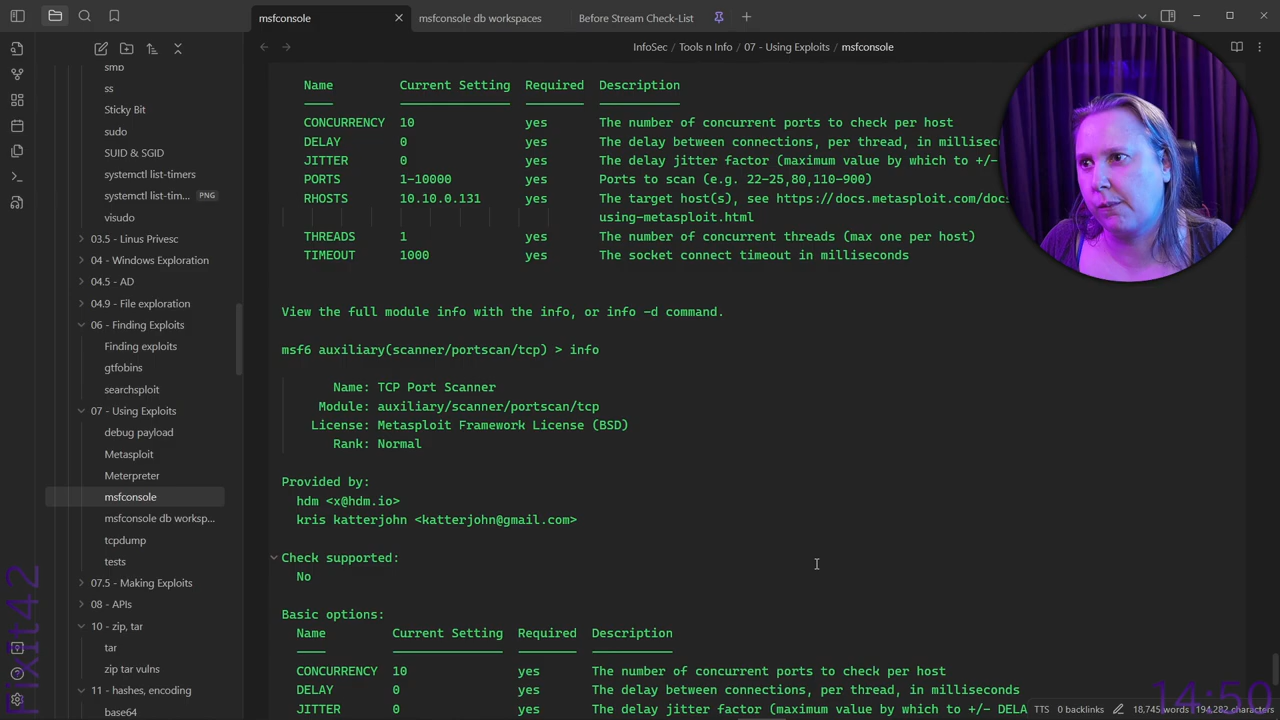 msfconsole
msfconsole db workspaces
Before Stream Check-List
InfoSec / Tools n Info / 07 - Using Exploits / msfconsole
smb
ss
Sticky Bit
sudo
SUID & SGID
systemctl list-timers
systemctl list-tim... PNG
visudo
03.5 - Linus Privesc
04 - Windows Exploration
04.5 - AD
04.9 - File exploration
06 - Finding Exploits
Finding exploits
gtfobins
searchsploit
07 - Using Exploits
debug payload
Metasploit
Meterpreter
msfconsole
msfconsole db worksp...
tcpdump
tests
07.5 - Making Exploits
08 - APIs
10 - zip, tar
tar
zip tar vulns
11 - hashes, encoding
base64
Name Current Setting Required Description
CONCURRENCY 10 yes The number of concurrent ports to check per host
DELAY 0 yes The delay between connections, per thread, in milliseconds
JITTER 0 yes The delay jitter factor (maximum value by which to +/-
PORTS 1-10000 yes Ports to scan (e.g. 22-25,80,110-900)
RHOSTS 10.10.0.131 yes The target host(s), see https://docs.metasploit.com/docs
using-metasploit.html
THREADS 1 yes The number of concurrent threads (max one per host)
TIMEOUT 1000 yes The socket connect timeout in milliseconds
View the full module info with the info, or info -d command.
msf6 auxiliary(scanner/portscan/tcp) > info
Name: TCP Port Scanner
Module: auxiliary/scanner/portscan/tcp
License: Metasploit Framework License (BSD)
Rank: Normal
Provided by:
hdm <x@hdm.io>
kris katterjohn <katterjohn@gmail.com>
Check supported:
No
Basic options:
Name Current Setting Required Description
CONCURRENCY 10 yes The number of concurrent ports to check per host
DELAY 0 yes The delay between connections, per thread, in milliseconds
JITTER 0 yes The delay jitter factor (maximum value by which to +/- DELA
TTS 0 backlinks 18,745 words 194,282 characters
Fixit42
14:50